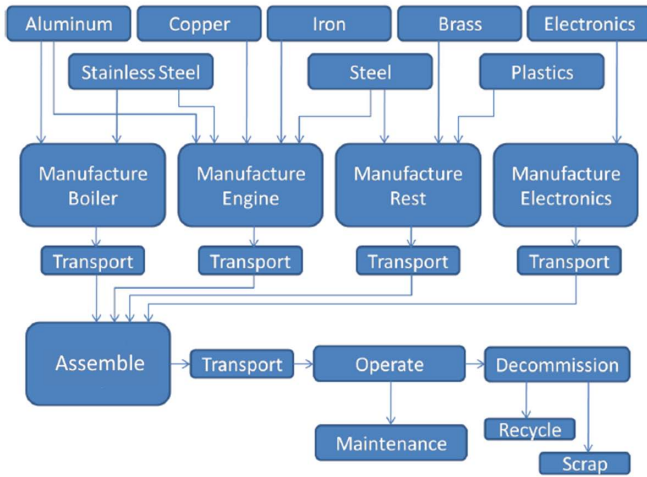 Aluminum
Copper
Iron
Brass
Electronics
Stainless Steel
Steel
Plastics
Manufacture
Boiler
Manufacture
Engine
Manufacture
Rest
Manufacture
Electronics
Transport
Transport
Transport
Transport
Assemble
Transport
Operate
Decommission
Maintenance
Recycle
Scrap